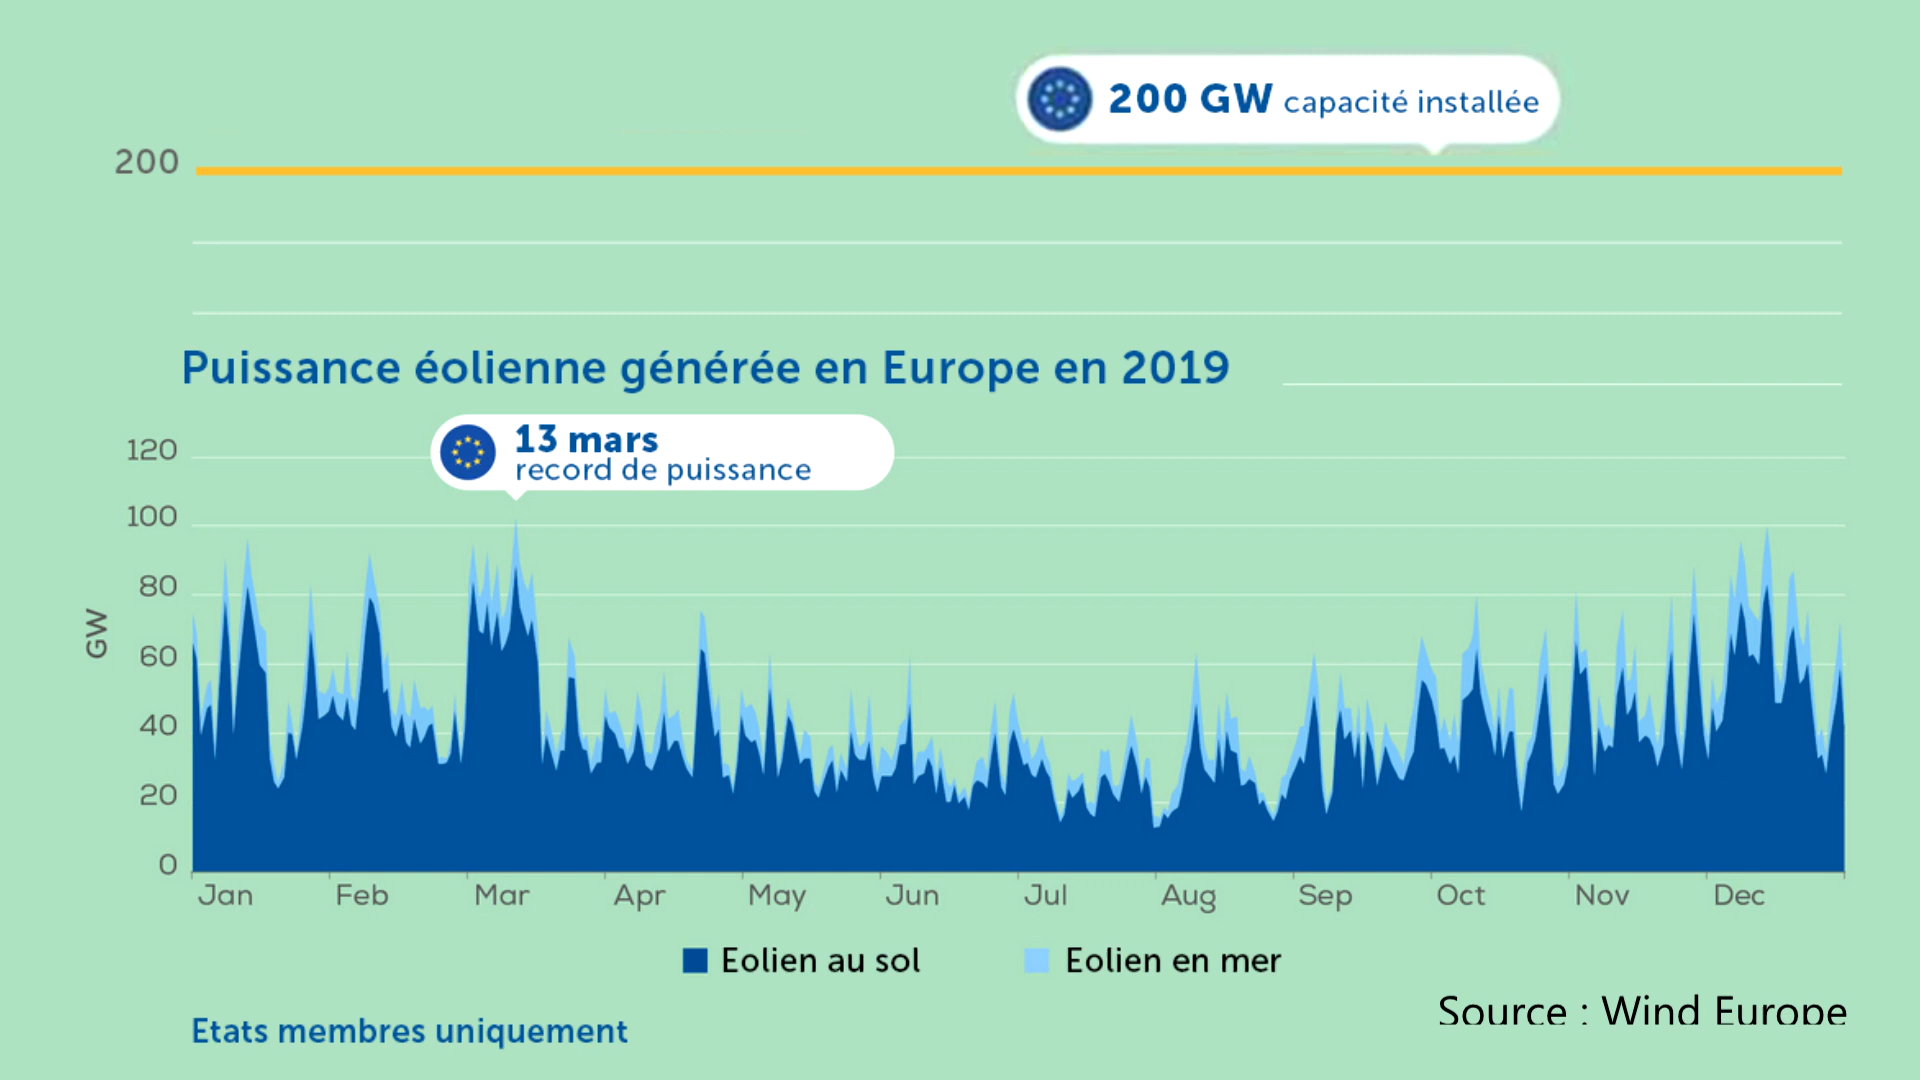 200 GW capacité installée
200
Puissance éolienne générée en Europe en 2019
13 mars
record de puissance
120
100
80
60
40
20
0
GW
Jan Feb Mar Apr May Jun Jul Aug Sep Oct Nov Dec
Eolien au sol Eolien en mer
Source : Wind Europe
Etats membres uniquement